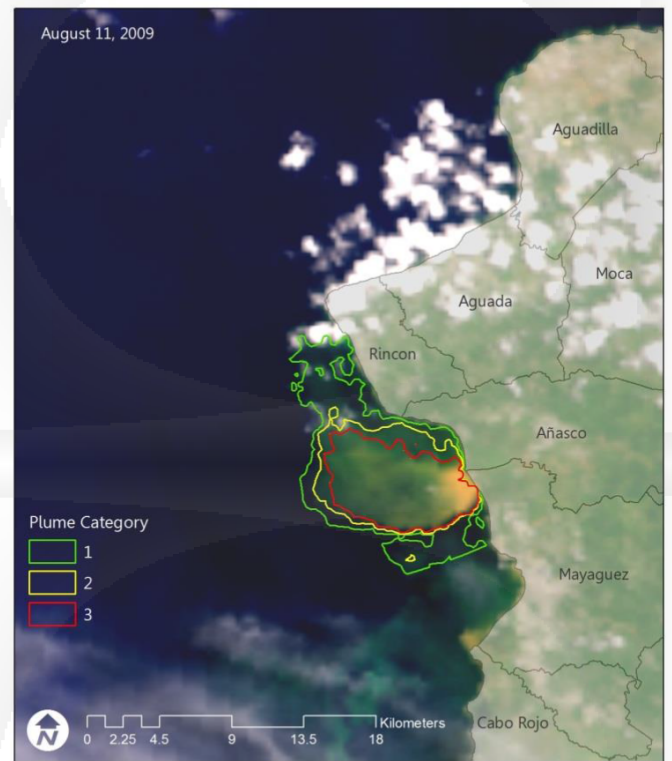 August 11, 2009
Aguadilla
Moca
Aguada
Rincon
Añasco
Plume Category
1
2
3
Mayaguez
Cabo Rojo
N
Kilometers
0 2.25 4.5 9 13.5 18